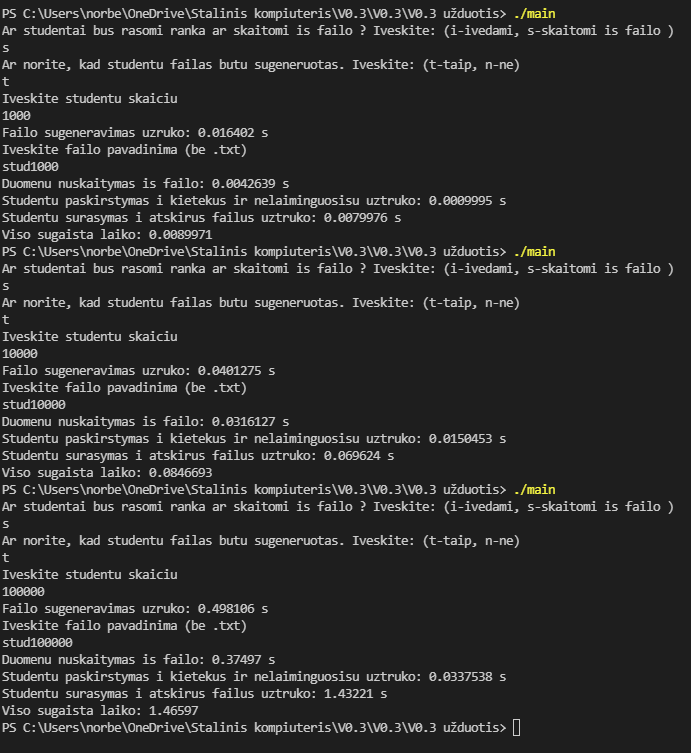 PS C:\Users\norbe\OneDrive\Stalinis kompiuteris\V0.3\V0.3\V0.3 užduotis> ./main
Ar studentai bus rasomi ranka ar skaitomi is failo ? Iveskite: (i-ivedami, s-skaitomi is failo )
s
Ar norite, kad studentu failas butu sugeneruotas. Iveskite: (t-taip, n-ne)
t
Iveskite studentu skaiciu
1000
Failo sugeneravimas uzruko: 0.016402 s
Iveskite failo pavadinima (be .txt)
stud1000
Duomenu nuskaitymas is failo: 0.0042639 s
Studentu paskirstymas i kietekus ir nelaiminguosisu uztruko: 0.0009995 s
Studentu surasymas i atskirus failus uztruko: 0.0079976 s
Viso sugaista laiko: 0.0089971
PS C:\Users\norbe\OneDrive\Stalinis kompiuteris\V0.3\V0.3\V0.3 užduotis> ./main
Ar studentai bus rasomi ranka ar skaitomi is failo ? Iveskite: (i-ivedami, s-skaitomi is failo )
s
Ar norite, kad studentu failas butu sugeneruotas. Iveskite: (t-taip, n-ne)
t
Iveskite studentu skaiciu
10000
Failo sugeneravimas uzruko: 0.0401275 s
Iveskite failo pavadinima (be .txt)
stud10000
Duomenu nuskaitymas is failo: 0.0316127 s
Studentu paskirstymas i kietekus ir nelaiminguosisu uztruko: 0.0150453 s
Studentu surasymas i atskirus failus uztruko: 0.069624 s
Viso sugaista laiko: 0.0846693
PS C:\Users\norbe\OneDrive\Stalinis kompiuteris\V0.3\V0.3\V0.3 užduotis> ./main
Ar studentai bus rasomi ranka ar skaitomi is failo ? Iveskite: (i-ivedami, s-skaitomi is failo )
s
Ar norite, kad studentu failas butu sugeneruotas. Iveskite: (t-taip, n-ne)
t
Iveskite studentu skaiciu
100000
Failo sugeneravimas uzruko: 0.498106 s
Iveskite failo pavadinima (be .txt)
stud100000
Duomenu nuskaitymas is failo: 0.37497 s
Studentu paskirstymas i kietekus ir nelaiminguosisu uztruko: 0.0337538 s
Studentu surasymas i atskirus failus uztruko: 1.43221 s
Viso sugaista laiko: 1.46597
PS C:\Users\norbe\OneDrive\Stalinis kompiuteris\V0.3\V0.3\V0.3 užduotis>